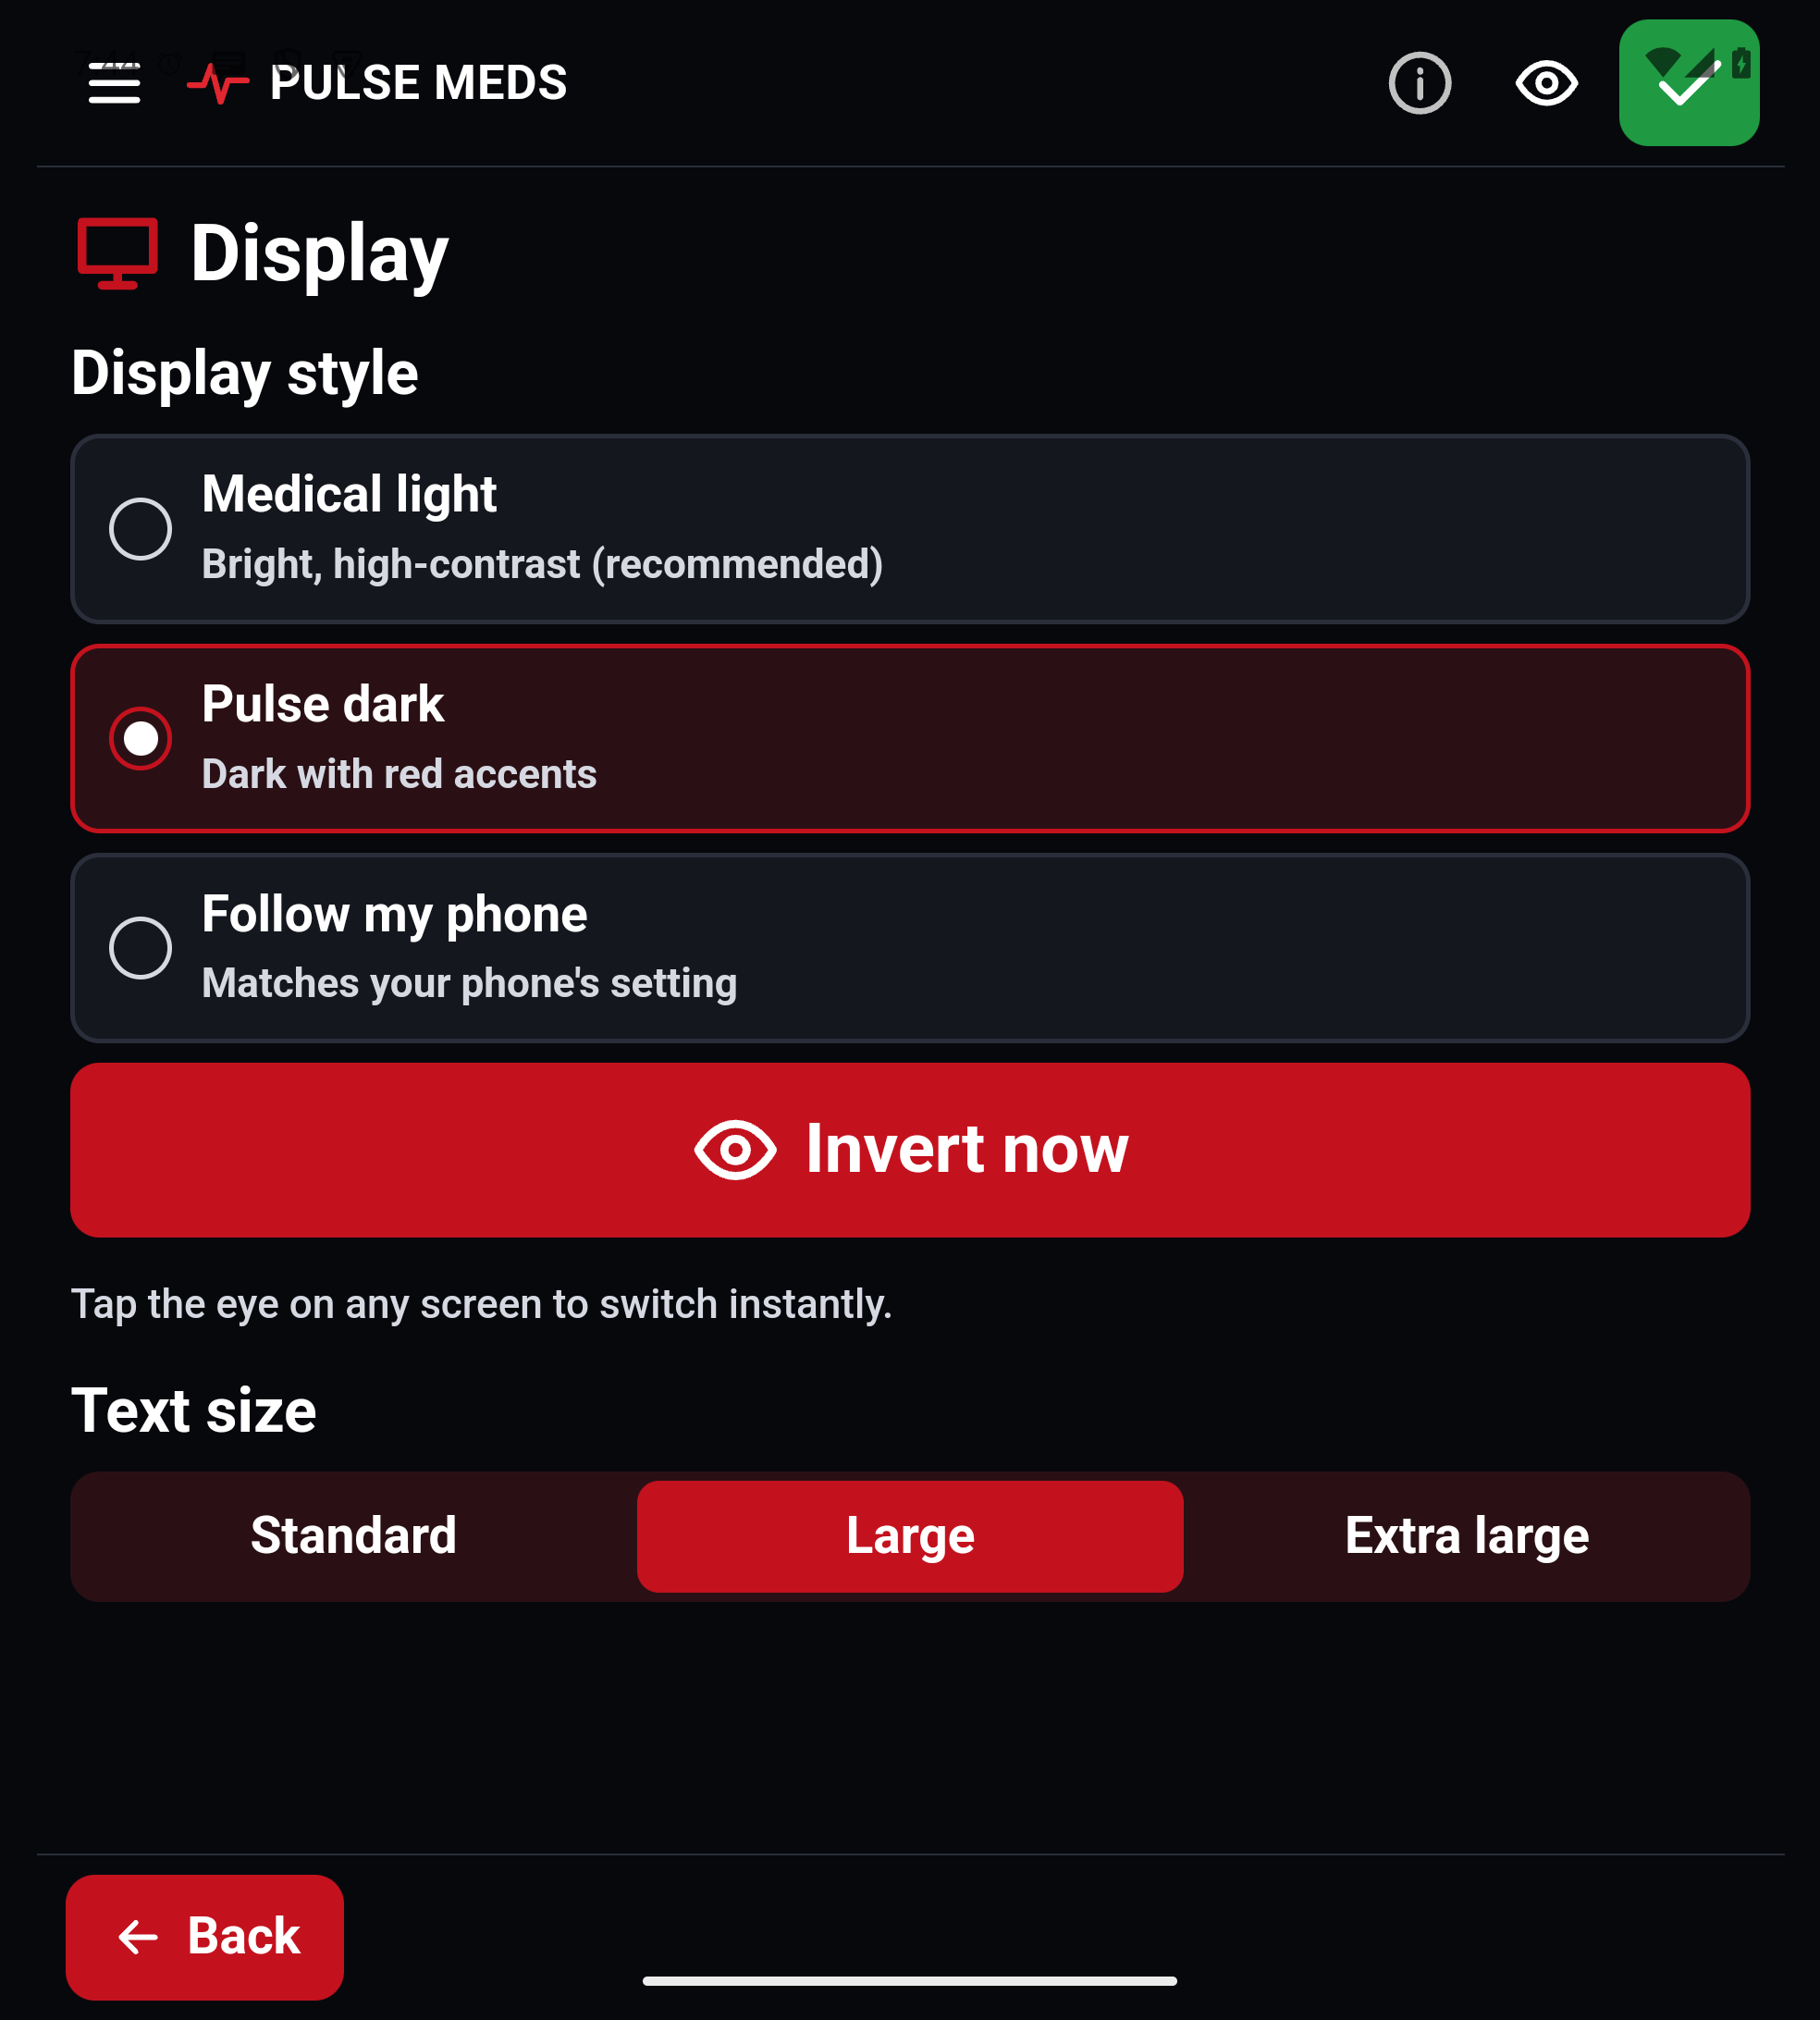 PULSE MEDS
Display
Display style
Medical light
Bright, high-contrast (recommended)
Pulse dark
Dark with red accents
Follow my phone
Matches your phone's setting
Invert now
Tap the eye on any screen to switch instantly.
Text size
Standard
Large
Extra large
Back